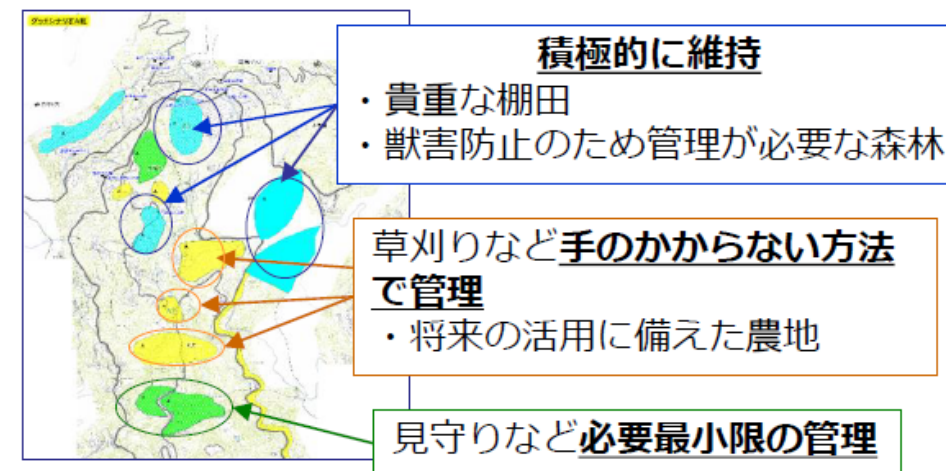 積極的に維持
・貴重な棚田
・獣害防止のため管理が必要な森林
草刈りなど手のかからない方法
で管理
・将来の活用に備えた農地
見守りなど必要最小限の管理